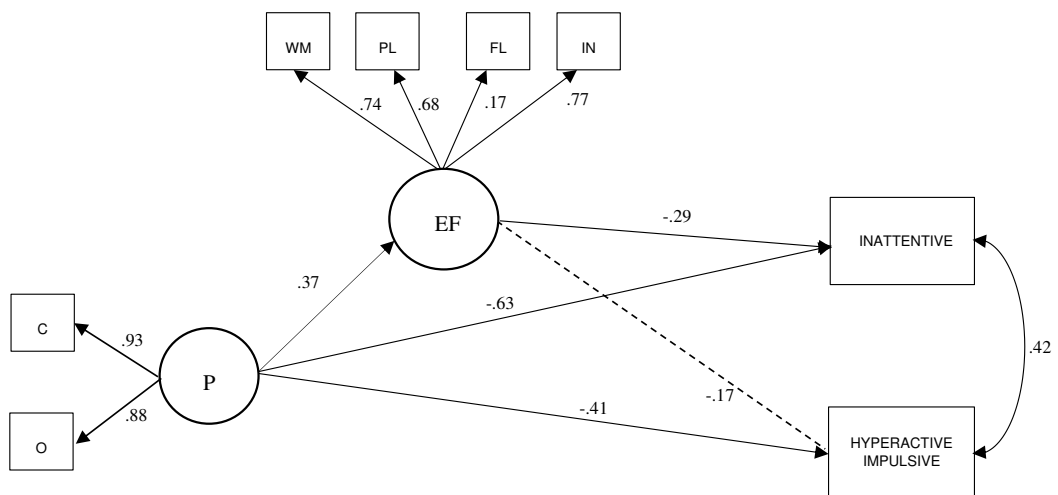 WM
PL
FL
IN
.74
.68
.17
.77
EF
-.29
INATTENTIVE
.37
-.63
C
.93
P
.42
.88
O
-.41
-.17
HYPERACTIVE
IMPULSIVE